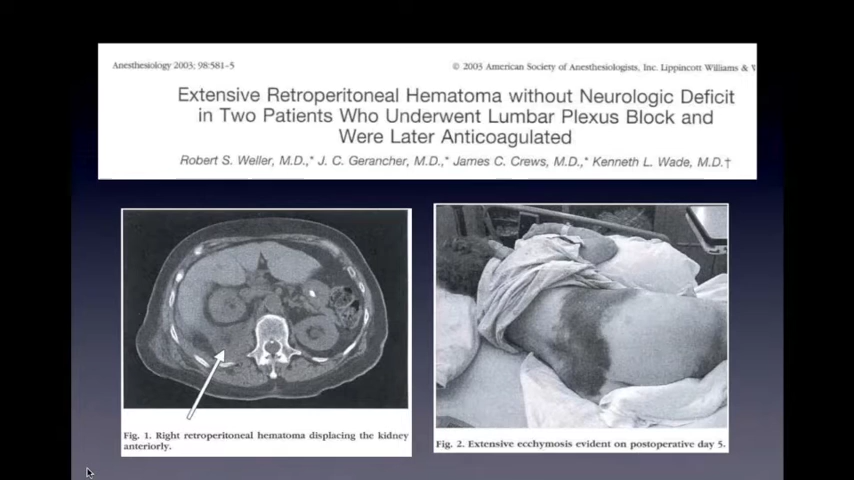 Anesthesiology 2003; 98:581–5
© 2003 American Society of Anesthesiologists, Inc. Lippincott Williams &
Extensive Retroperitoneal Hematoma without Neurologic Deficit
in Two Patients Who Underwent Lumbar Plexus Block and
Were Later Anticoagulated
Robert S. Weller, M.D.,* J. C. Gerancher, M.D.,* James C. Crews, M.D.,* Kenneth L. Wade, M.D.†
Fig. 1. Right retroperitoneal hematoma displacing the kidney
anteriorly.
Fig. 2. Extensive ecchymosis evident on postoperative day 5.